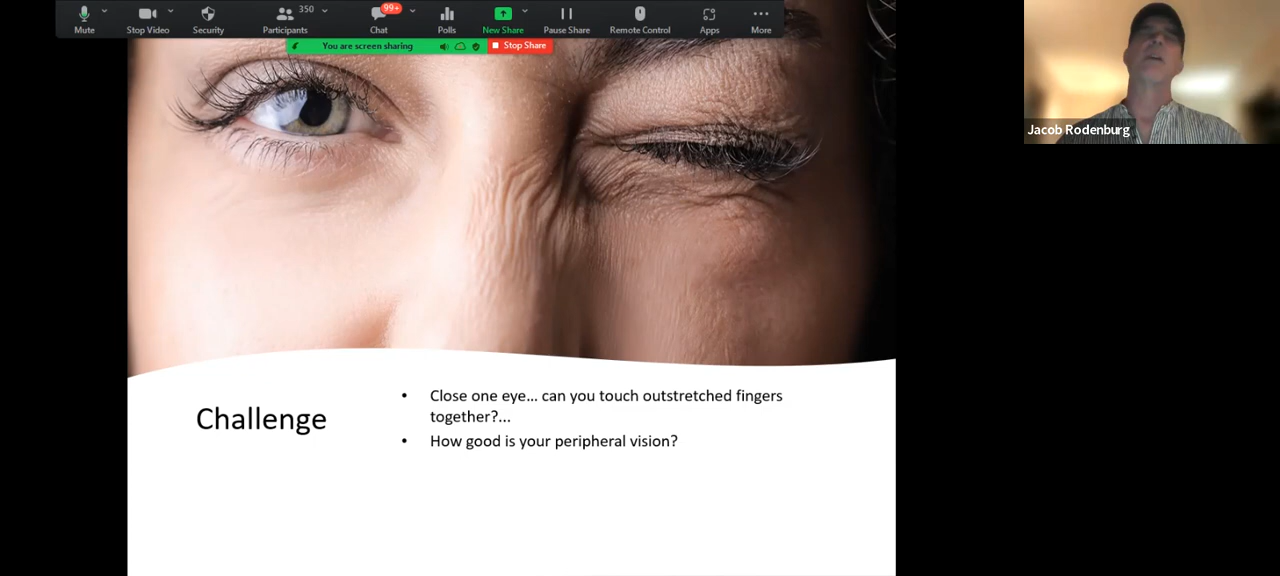 350
99+
Mute
Stop Video
Security
Participants
Chat
Polls
New Share
Pause Share
Remote Control
Apps
More
You are screen sharing
Stop Share
Jacob Rodenburg
Challenge
• Close one eye... can you touch outstretched fingers
together?...
• How good is your peripheral vision?